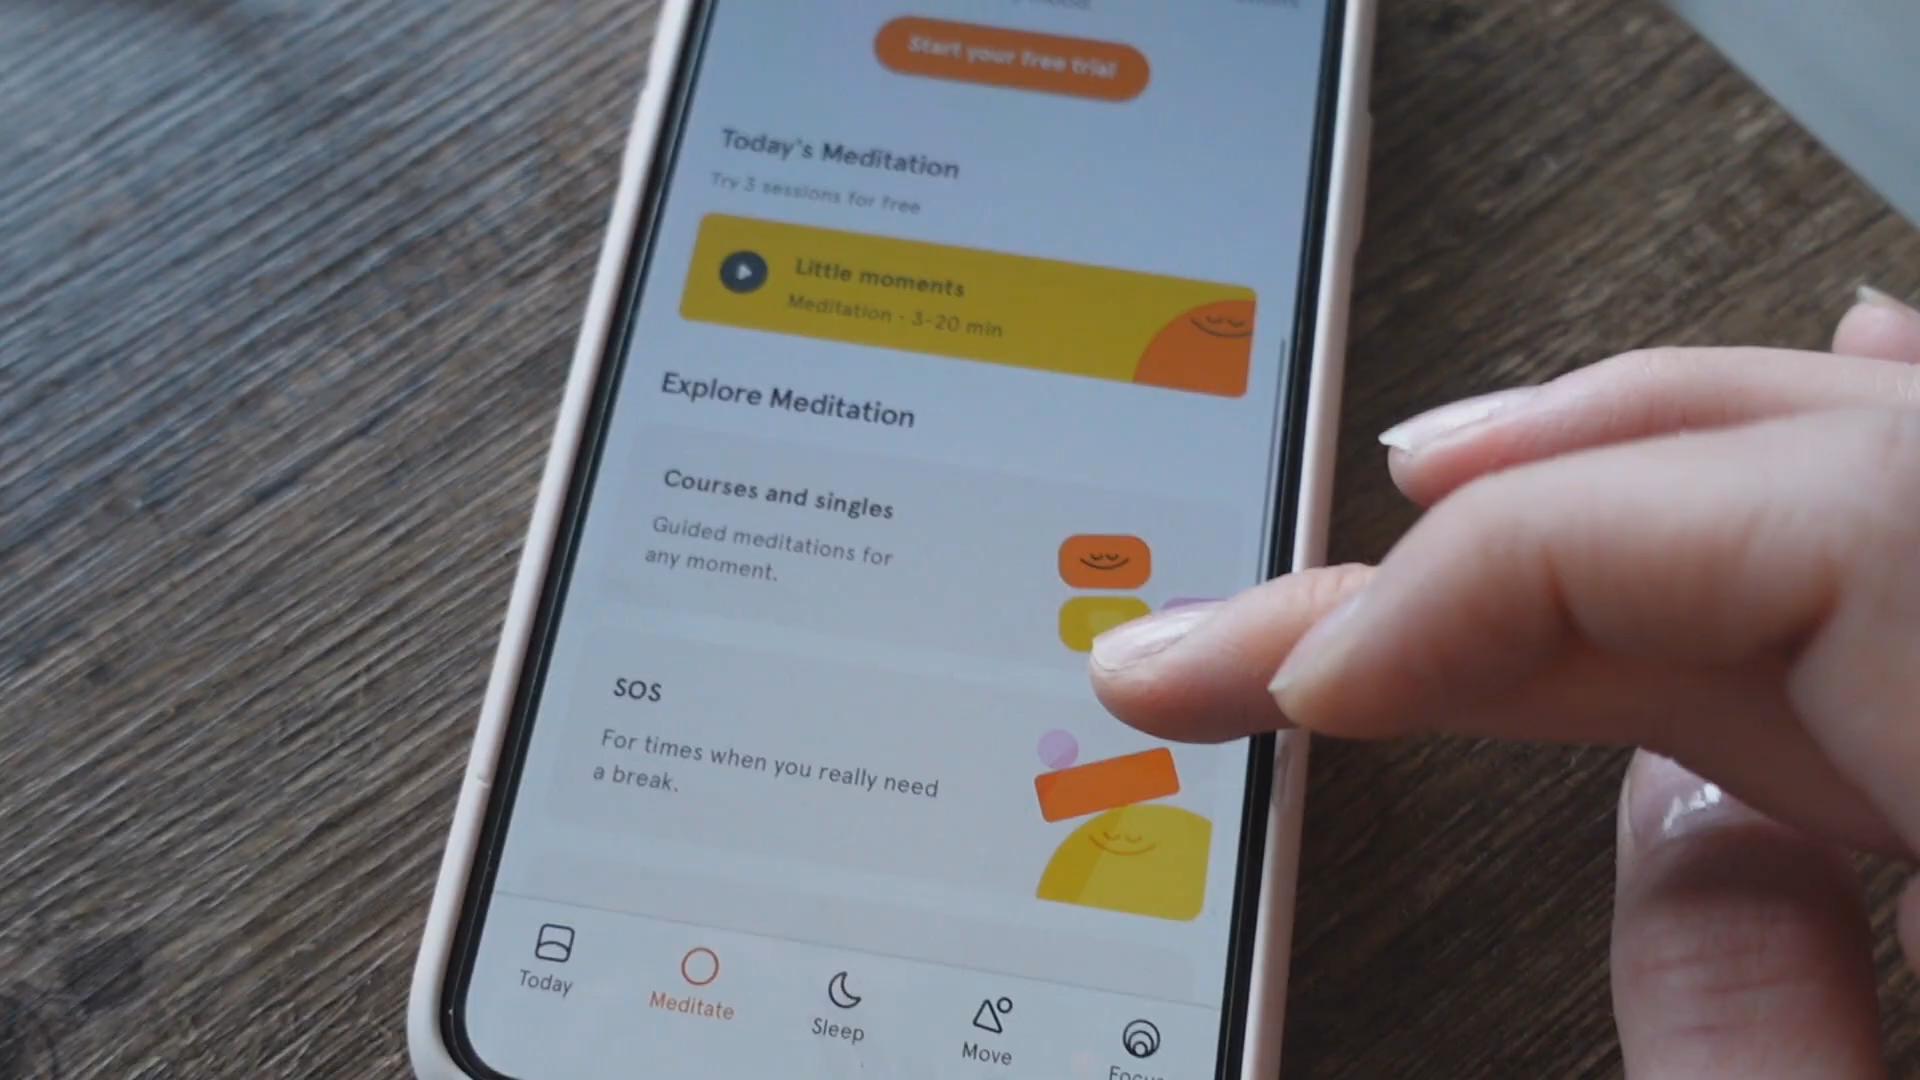 Start your free trial
Today's Meditation
Try 3 sessions for free
Little moments
Meditation · 3-20 min
Explore Meditation
Courses and singles
Guided meditations for
any moment.
SOS
For times when you really need
a break.
Today
Meditate
Sleep
Move
Focus